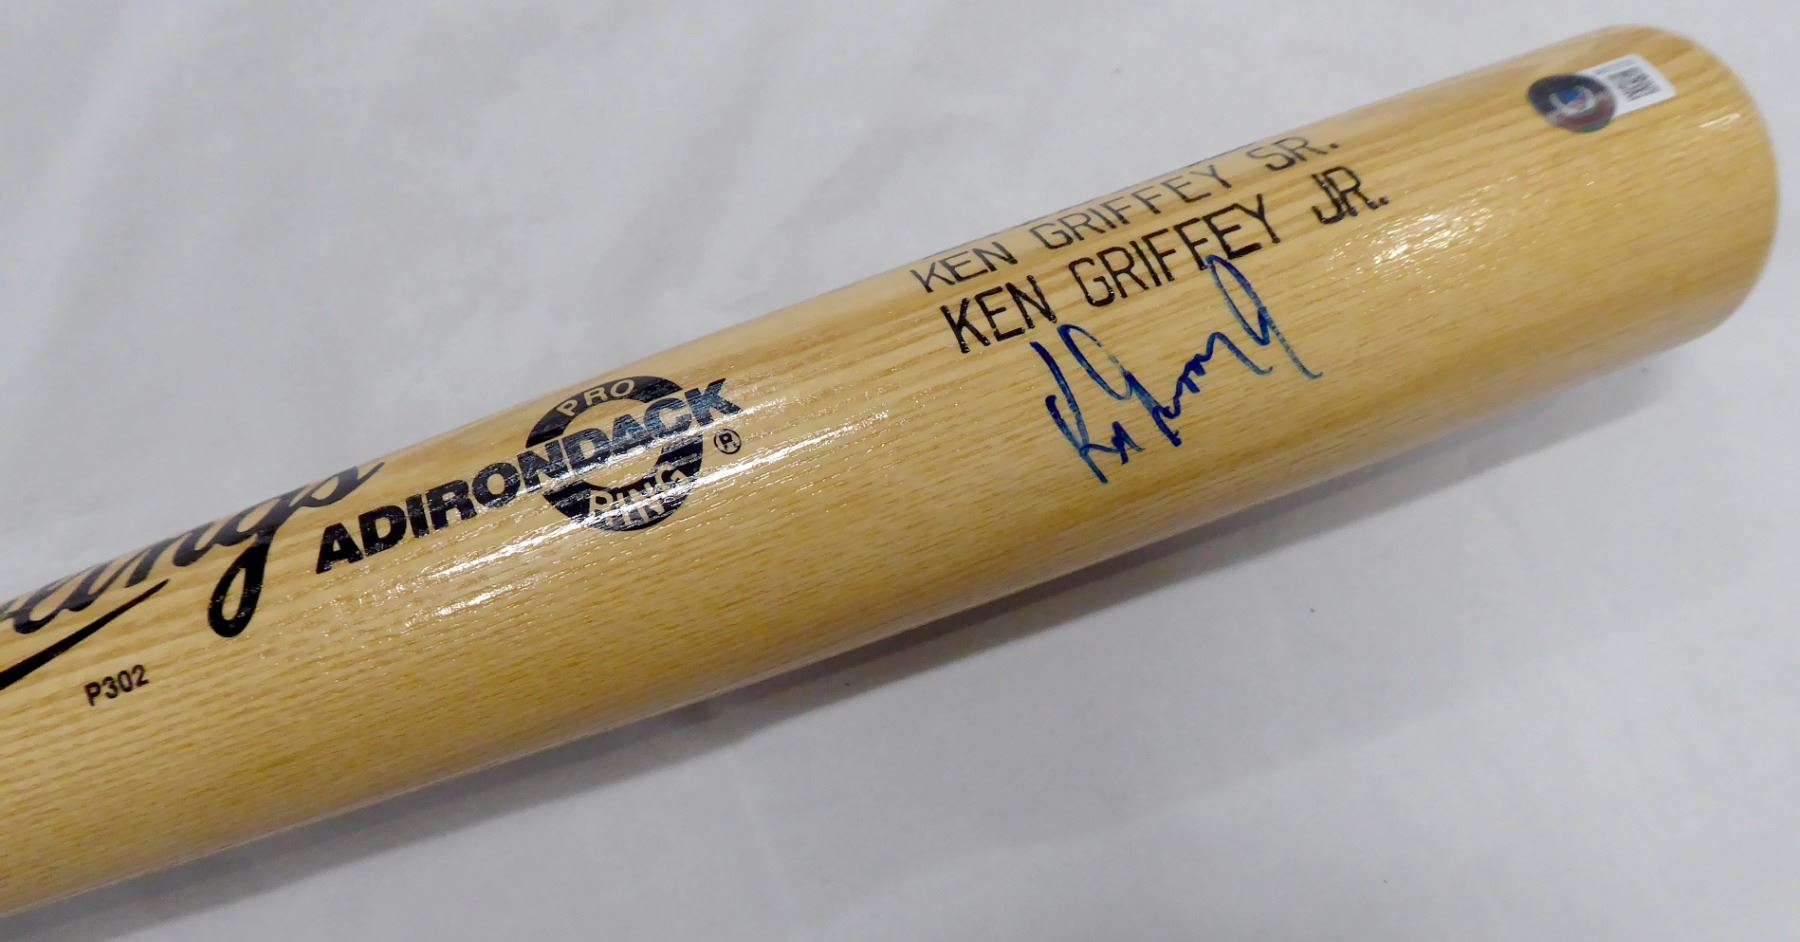 KEN GRIFFEY SR.
KEN GRIFFEY JR.
PRO
ADIRONDACK®
RING
P302